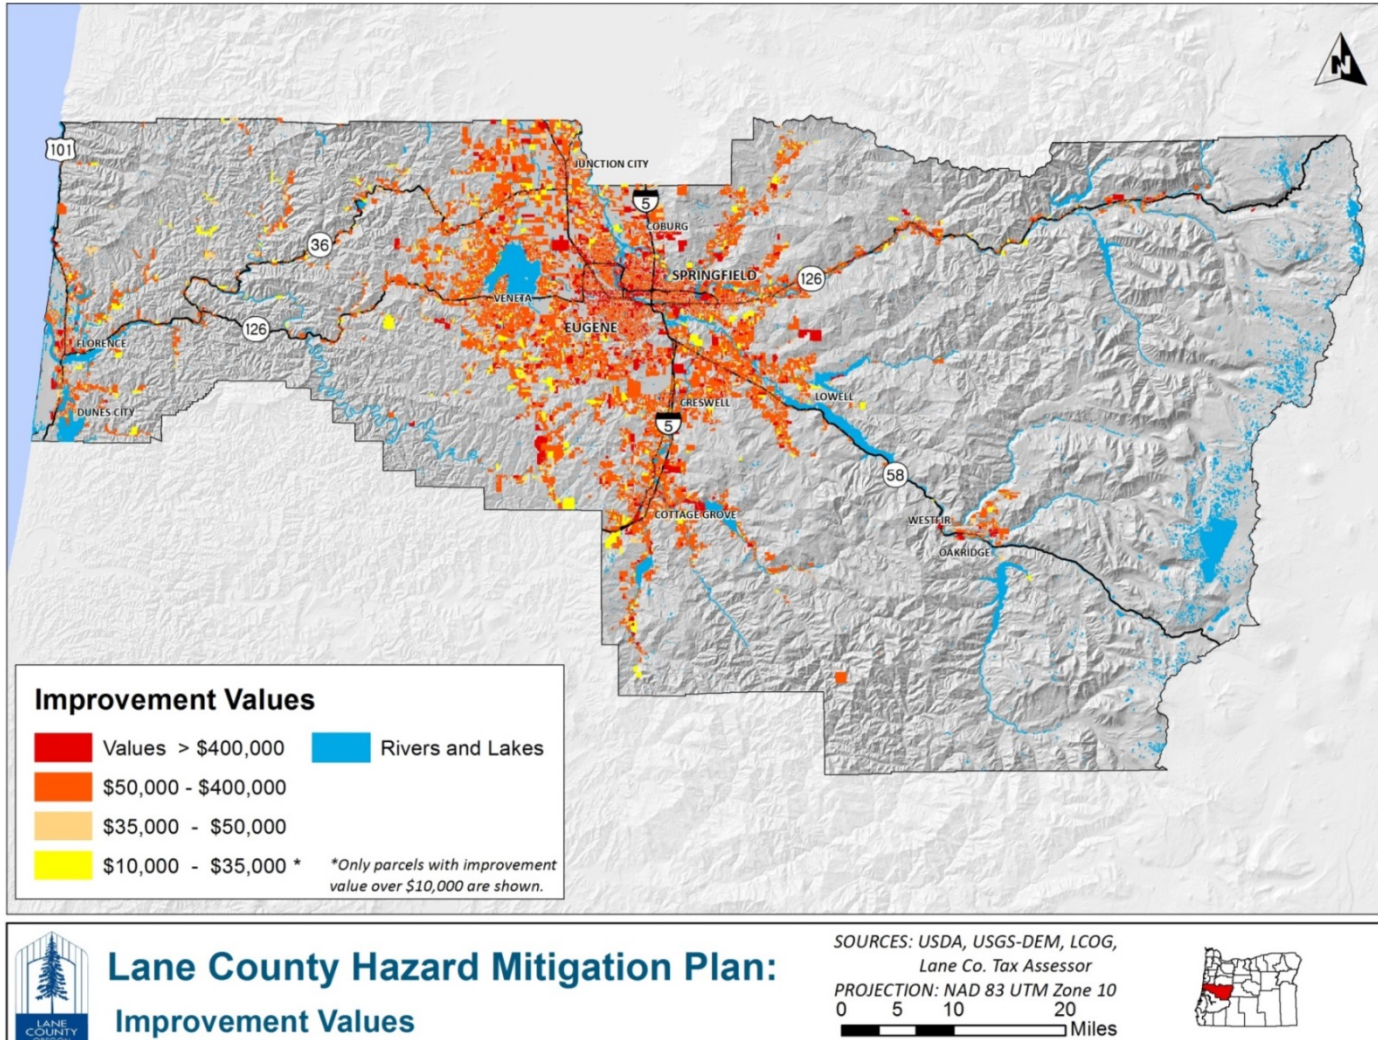 N
101
JUNCTION CITY
5
COBURG
36
SPRINGFIELD
126
VENETA
EUGENE
126
FLORENCE
DUNES CITY
CRESWELL
LOWELL
5
58
COTTAGE GROVE
WESTFIR
OAKRIDGE
Improvement Values
Values > $400,000
Rivers and Lakes
$50,000 - $400,000
$35,000 - $50,000
$10,000 - $35,000 *
*Only parcels with improvement
value over $10,000 are shown.
LANE
COUNTY
Lane County Hazard Mitigation Plan:
Improvement Values
SOURCES: USDA, USGS-DEM, LCOG,
Lane Co. Tax Assessor
PROJECTION: NAD 83 UTM Zone 10
0 5 10 20
Miles